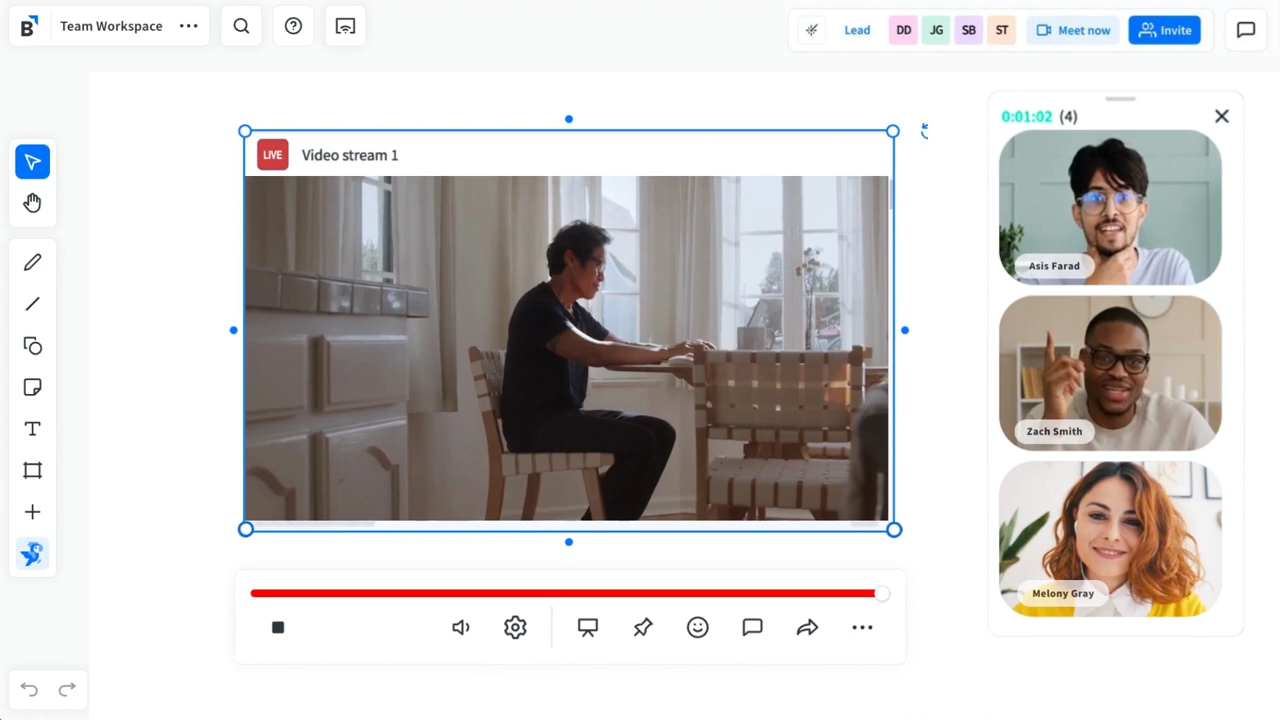 B
Team Workspace
Lead
DD
JG
SB
ST
Meet now
Invite
LIVE
Video stream 1
0:01:02 (4)
Asis Farad
Zach Smith
Melony Gray
T